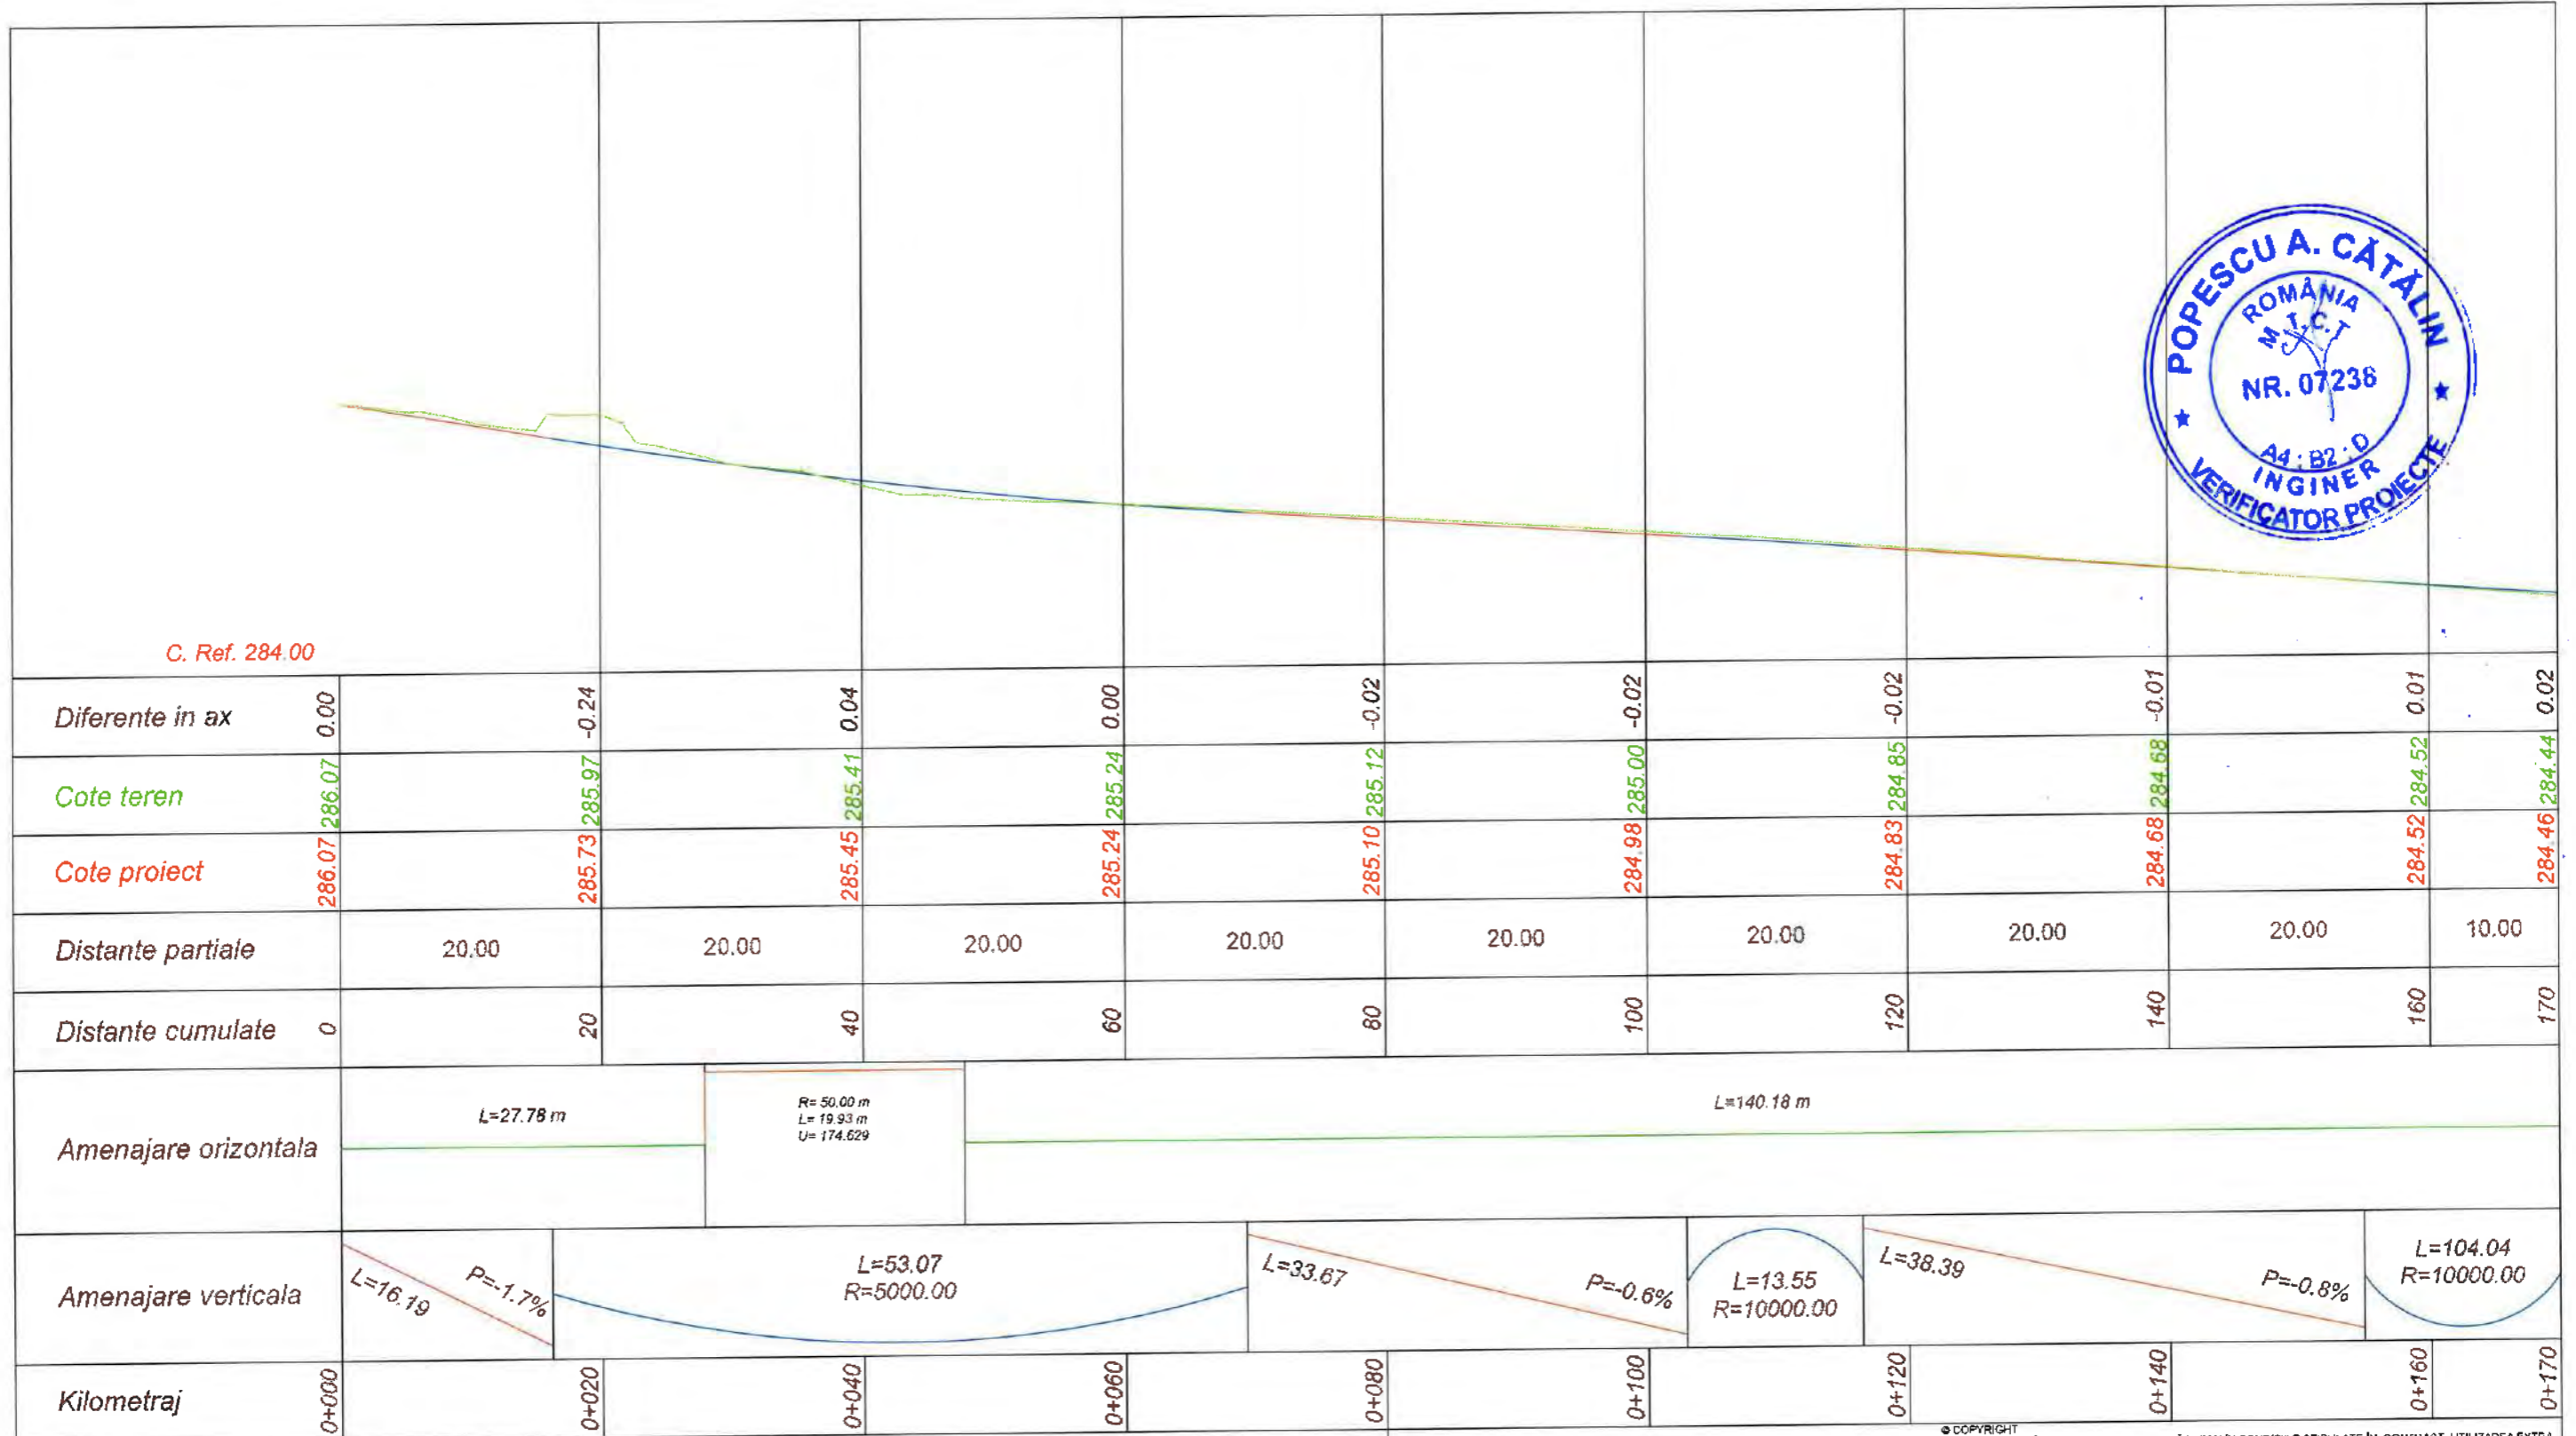 POPESCU A. CĂTĂLIN
ROMÂNIA
M.T.C.T
NR. 07238
A4 : B2 : D
INGINER
VERIFICATOR PROIECTE
C. Ref. 284.00
Diferente in ax 0.00 -0.24 0.04 0.00 -0.02 -0.02 -0.02 -0.01 0.01 0.02
Cote teren 286.07 285.97 285.41 285.24 285.12 285.00 284.85 284.68 284.52 284.44
Cote proiect 286.07 285.73 285.45 285.24 285.10 284.98 284.83 284.68 284.52 284.46
Distante partiale 20.00 20.00 20.00 20.00 20.00 20.00 20.00 20.00 10.00
Distante cumulate 0 20 40 60 80 100 120 140 160 170
Amenajare orizontala
L=27.78 m
R= 50.00 m
L= 19.93 m
U= 174.629
L=140.18 m
Amenajare verticala
L=16.19 P=-1.7%
L=53.07
R=5000.00
L=33.67 P=-0.6%
L=13.55
R=10000.00
L=38.39 P=-0.8%
L=104.04
R=10000.00
Kilometraj 0+000 0+020 0+040 0+060 0+080 0+100 0+120 0+140 0+160 0+170
© COPYRIGHT